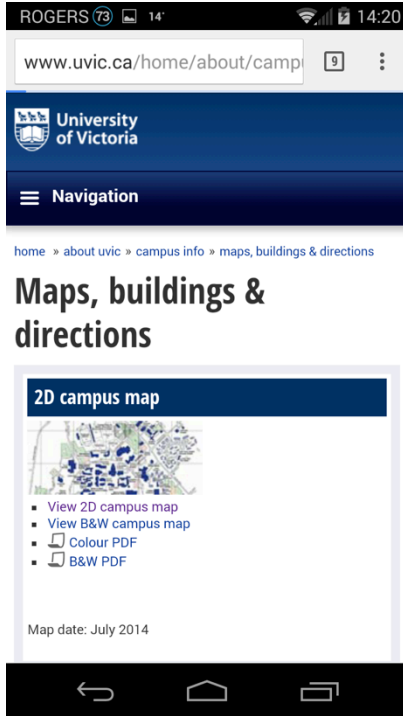 ROGERS 73 14° 14:20
www.uvic.ca/home/about/camp 9
University
of Victoria
Navigation
home » about uvic » campus info » maps, buildings & directions
Maps, buildings &
directions
2D campus map
View 2D campus map
View B&W campus map
Colour PDF
B&W PDF
Map date: July 2014